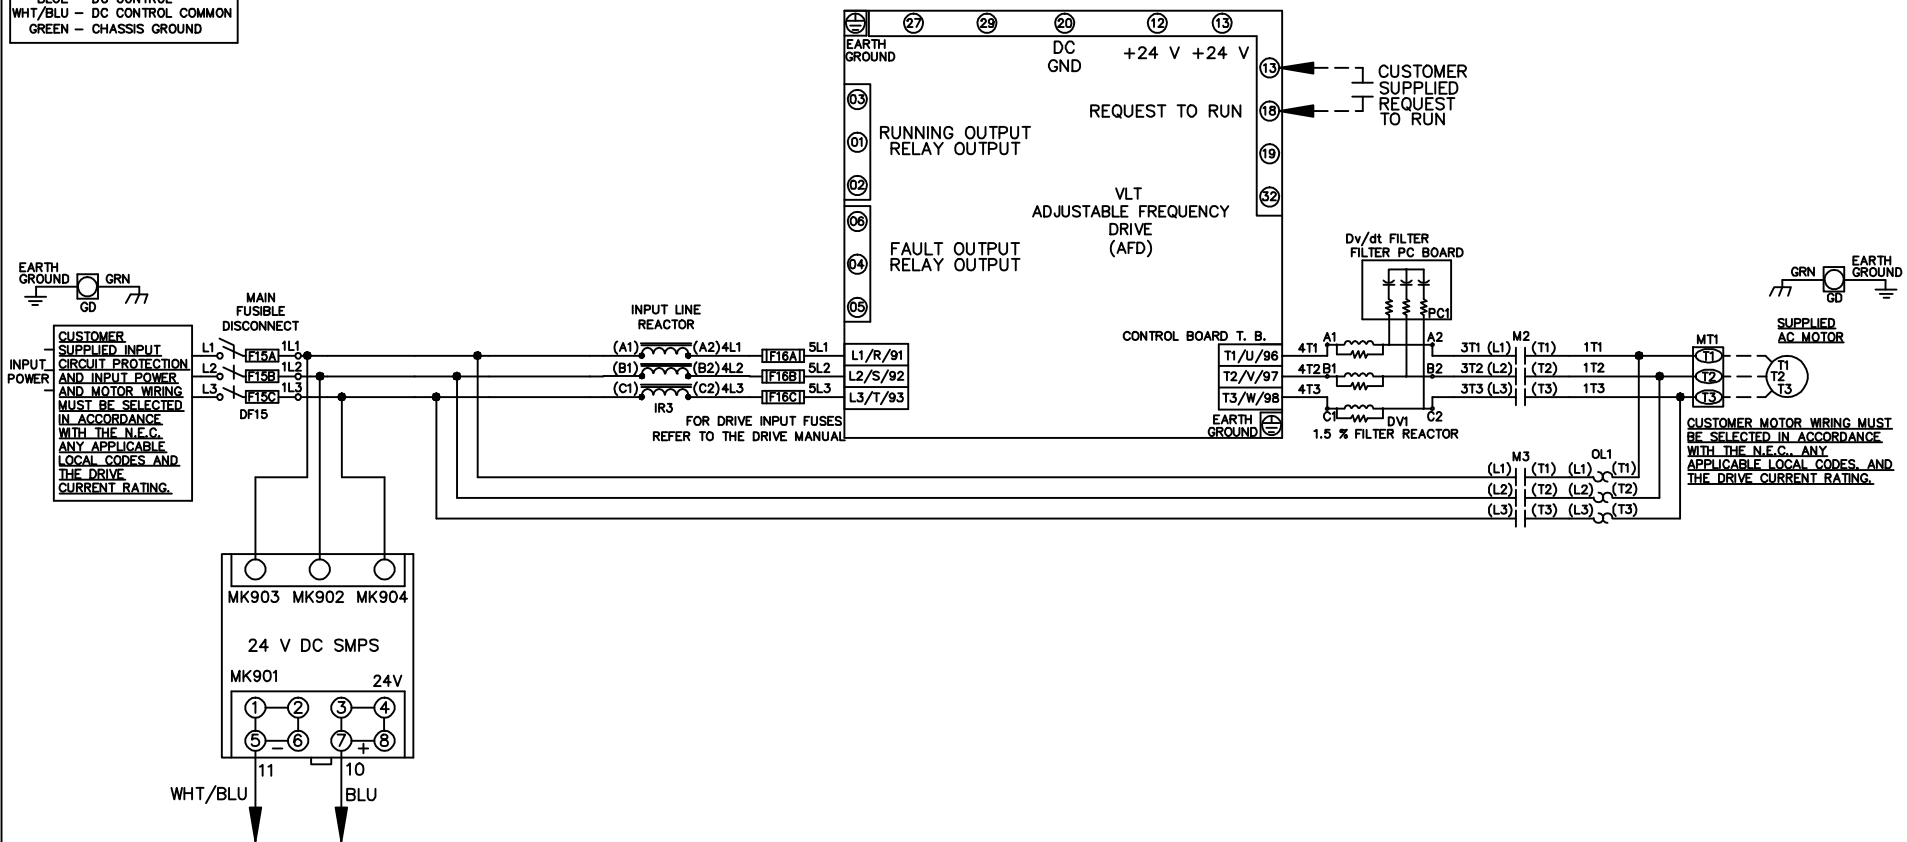 WHT/BLU – DC CONTROL COMMON
GREEN – CHASSIS GROUND
27 29 20 12 13
EARTH
GROUND
DC
GND
+24 V +24 V
13
18
19
32
REQUEST TO RUN
CUSTOMER
SUPPLIED
REQUEST
TO RUN
03
01
02
RUNNING OUTPUT
RELAY OUTPUT
06
04
05
FAULT OUTPUT
RELAY OUTPUT
VLT
ADJUSTABLE FREQUENCY
DRIVE
(AFD)
EARTH
GROUND
GRN
GD
INPUT
POWER
CUSTOMER
SUPPLIED INPUT
CIRCUIT PROTECTION
AND INPUT POWER
AND MOTOR WIRING
MUST BE SELECTED
IN ACCORDANCE
WITH THE N.E.C.
ANY APPLICABLE
LOCAL CODES AND
THE DRIVE
CURRENT RATING.
MAIN
FUSIBLE
DISCONNECT
L1 F15A 1L1
L2 F15B 1L2
L3 F15C 1L3
DF15
INPUT LINE
REACTOR
(A1) (A2) 4L1 F16A 5L1
(B1) (B2) 4L2 F16B 5L2
(C1) (C2) 4L3 F16C 5L3
IR3
FOR DRIVE INPUT FUSES
REFER TO THE DRIVE MANUAL
L1/R/91
L2/S/92
L3/T/93
CONTROL BOARD T. B.
T1/U/96
T2/V/97
T3/W/98
EARTH
GROUND
Dv/dt FILTER
FILTER PC BOARD
PC1
4T1 A1 A2
4T2 B1 B2
4T3 C1 C2
DV1
1.5 % FILTER REACTOR
M2
3T1 (L1) (T1) 1T1
3T2 (L2) (T2) 1T2
3T3 (L3) (T3) 1T3
M3 OL1
(L1) (T1) (L1) (T1)
(L2) (T2) (L2) (T2)
(L3) (T3) (L3) (T3)
MT1
T1
T2
T3
GRN
GD
EARTH
GROUND
SUPPLIED
AC MOTOR
T1
T2
T3
CUSTOMER MOTOR WIRING MUST
BE SELECTED IN ACCORDANCE
WITH THE N.E.C., ANY
APPLICABLE LOCAL CODES, AND
THE DRIVE CURRENT RATING.
MK903 MK902 MK904
24 V DC SMPS
MK901 24V
1 2 3 4
5 – 6 7 + 8
11 10
WHT/BLU BLU